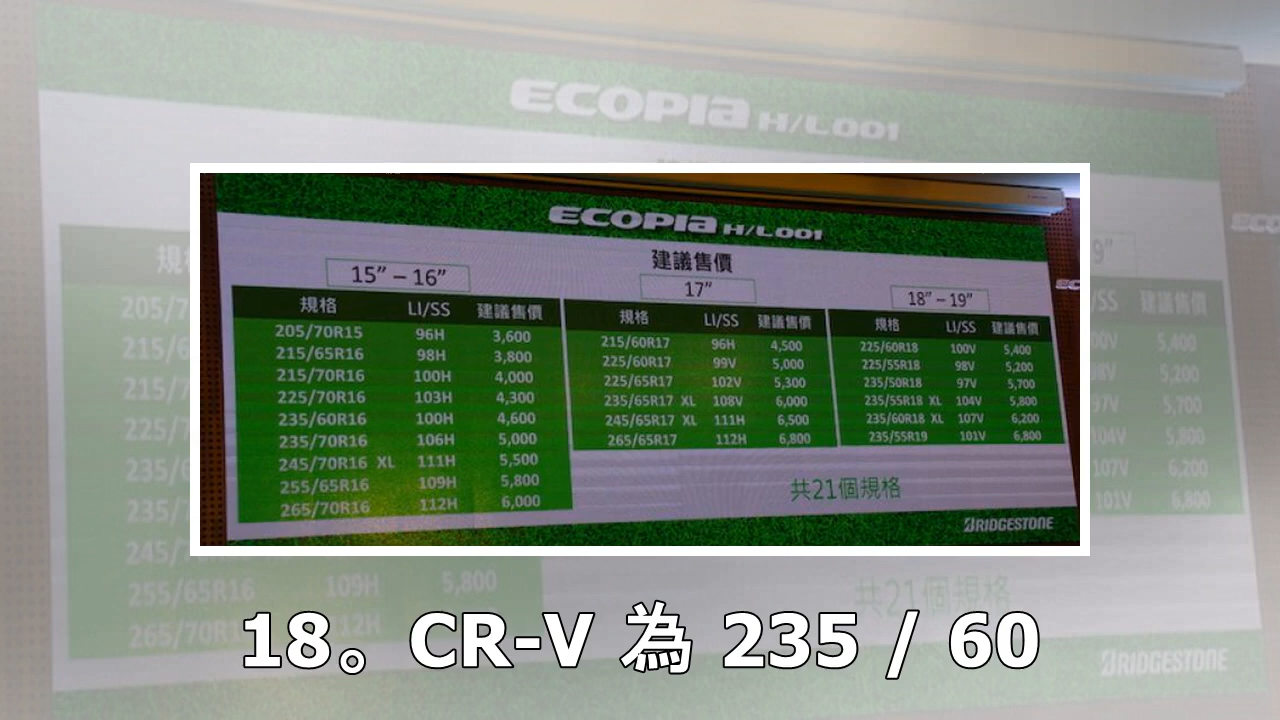 ECOPIA H/L001
建議售價
15” – 16”
規格 LI/SS 建議售價
205/70R15 96H 3,600
215/65R16 98H 3,800
215/70R16 100H 4,000
225/70R16 103H 4,300
235/60R16 100H 4,600
235/70R16 106H 5,000
245/70R16 XL 111H 5,500
255/65R16 109H 5,800
265/70R16 112H 6,000
17”
規格 LI/SS 建議售價
215/60R17 96H 4,500
225/60R17 99V 5,000
225/65R17 102V 5,300
235/65R17 XL 108V 6,000
245/65R17 XL 111H 6,500
265/65R17 112H 6,800
18” – 19”
規格 LI/SS 建議售價
225/60R18 100V 5,400
225/55R18 98V 5,200
235/50R18 97V 5,700
235/55R18 XL 104V 5,800
235/60R18 XL 107V 6,200
235/55R19 101V 6,800
共21個規格
BRIDGESTONE
18。CR-V 為 235 / 60